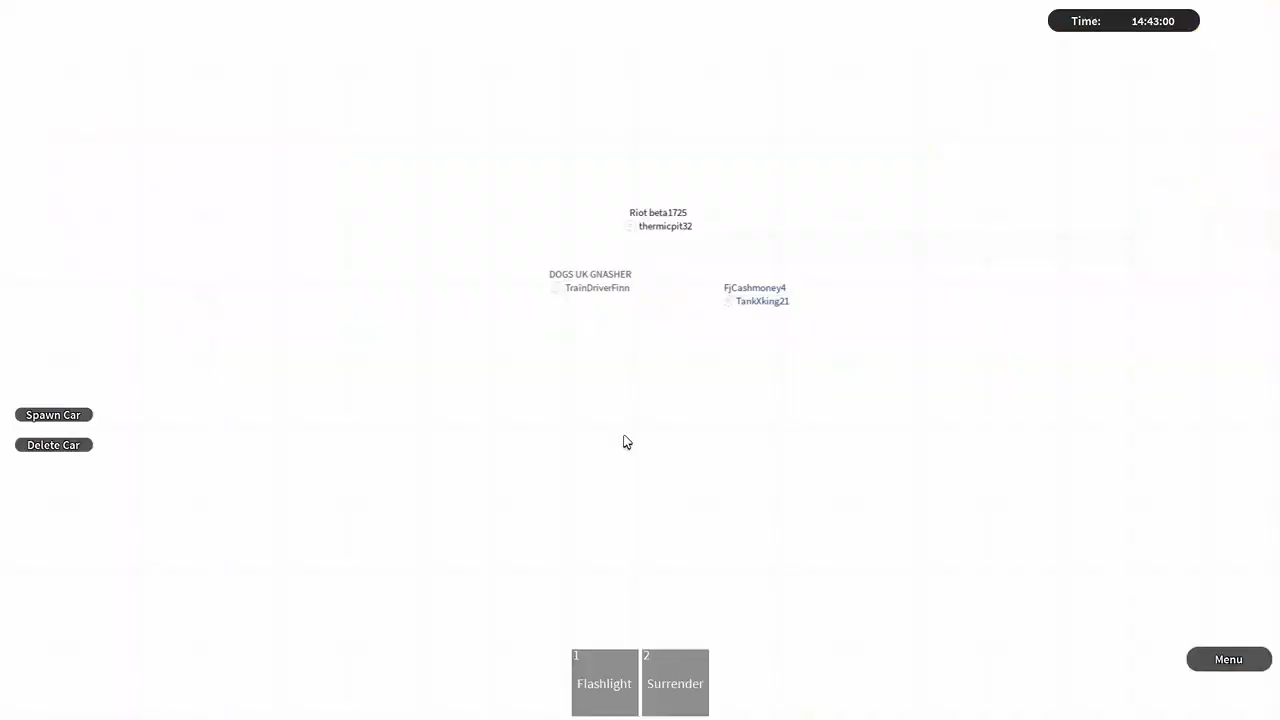 Time: 14:43:00
Riot beta1725
thermicpit32
DOGS UK GNASHER
TrainDriverFinn
FjCashmoney4
TankXking21
Spawn Car
Delete Car
1
Flashlight
2
Surrender
Menu